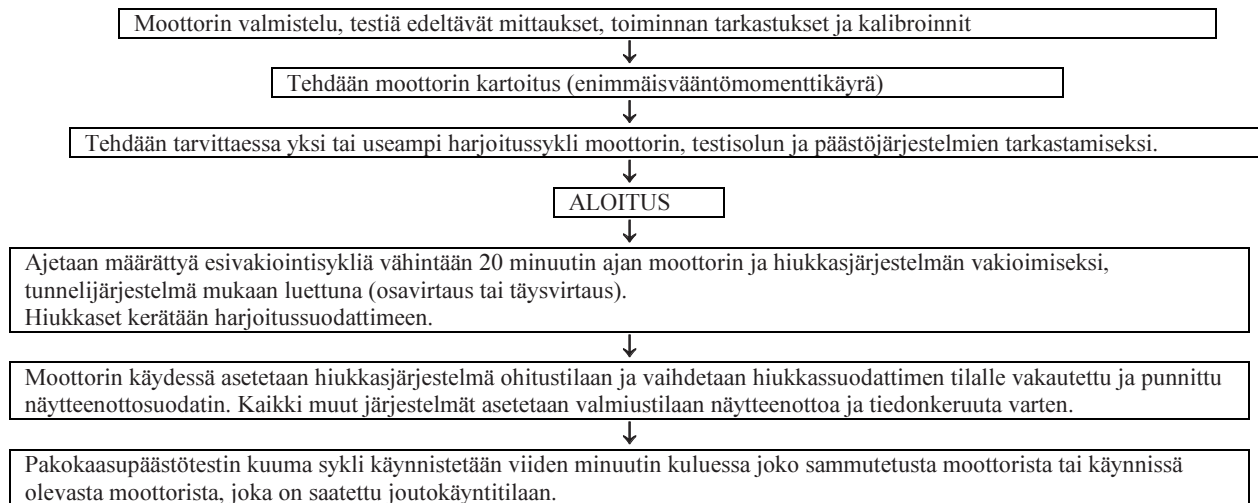 Moottorin valmistelu, testiä edeltävät mittaukset, toiminnan tarkastukset ja kalibroinnit
Tehdään moottorin kartoitus (enimmäisvääntömomenttikäyrä)
Tehdään tarvittaessa yksi tai useampi harjoitussykli moottorin, testisolun ja päästöjärjestelmien tarkastamiseksi.
ALOITUS
Ajetaan määrättyä esivakiointisykliä vähintään 20 minuutin ajan moottorin ja hiukkasjärjestelmän vakioimiseksi,
tunnelijärjestelmä mukaan luettuna (osavirtaus tai täysvirtaus).
Hiukkaset kerätään harjoitussuodattimeen.
Moottorin käydessä asetetaan hiukkasjärjestelmä ohitustilaan ja vaihdetaan hiukkassuodattimen tilalle vakautettu ja punnittu
näytteenottosuodatin. Kaikki muut järjestelmät asetetaan valmiustilaan näytteenottoa ja tiedonkeruuta varten.
Pakokaasupäästötestin kuuma sykli käynnistetään viiden minuutin kuluessa joko sammutetusta moottorista tai käynnissä
olevasta moottorista, joka on saatettu joutokäyntitilaan.